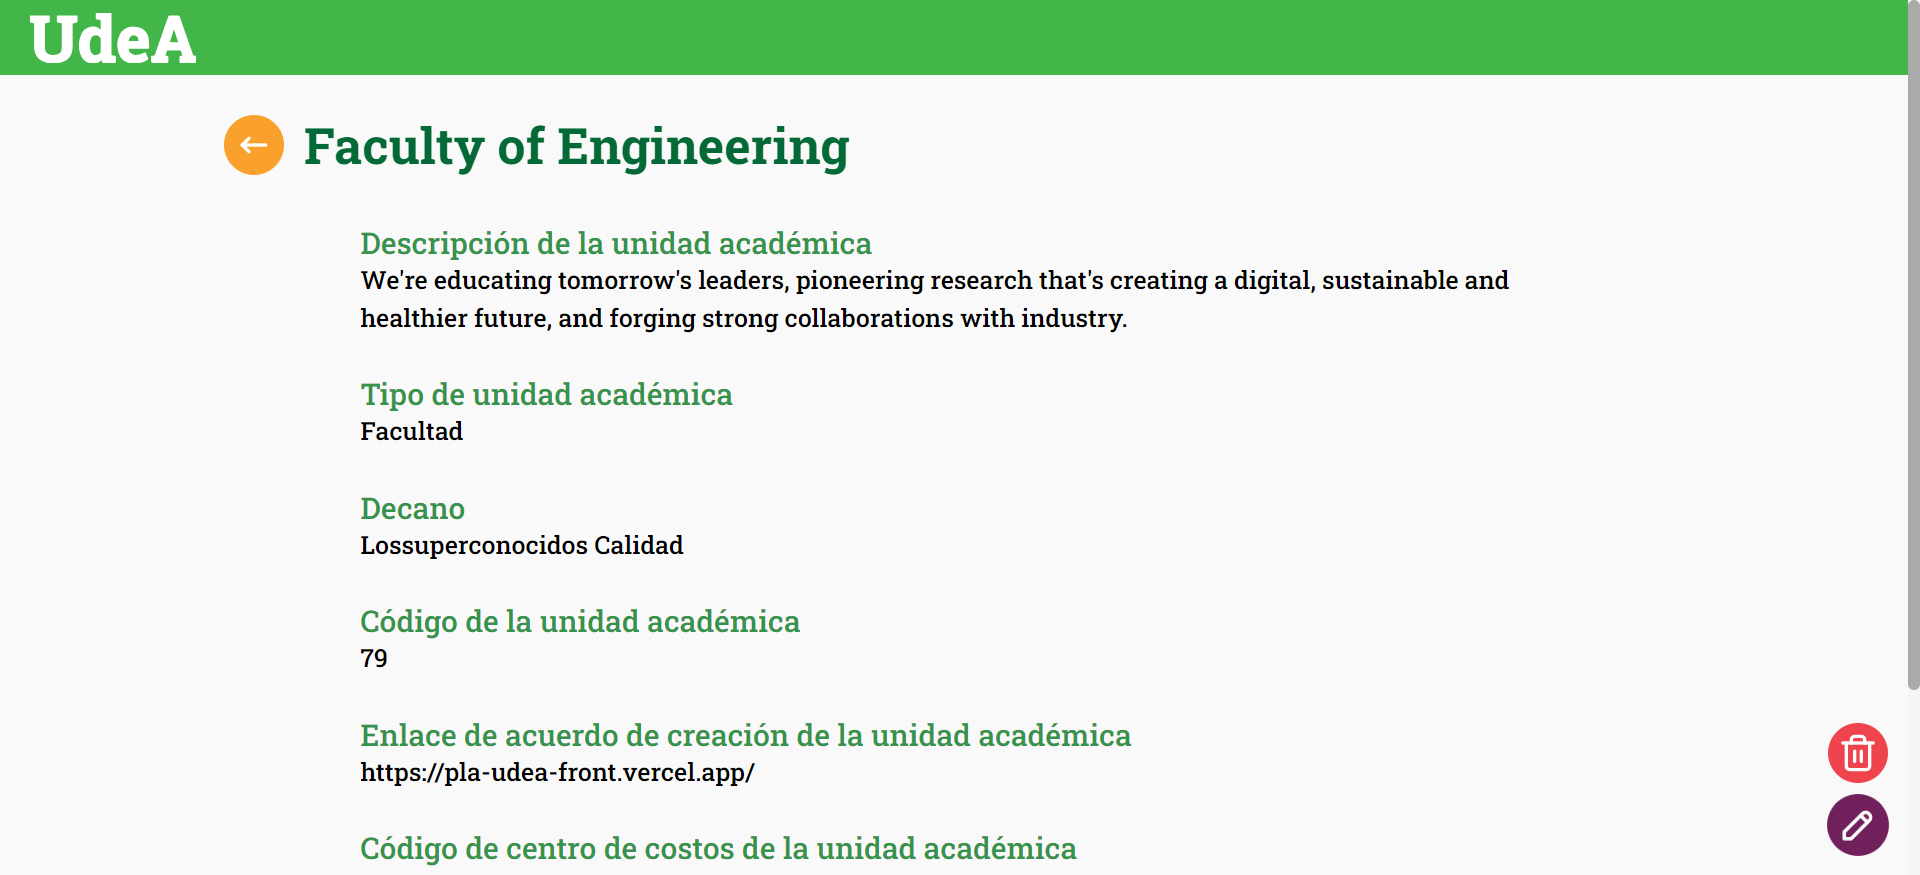 UdeA
Faculty of Engineering
Descripción de la unidad académica
We're educating tomorrow's leaders, pioneering research that's creating a digital, sustainable and
healthier future, and forging strong collaborations with industry.
Tipo de unidad académica
Facultad
Decano
Lossuperconocidos Calidad
Código de la unidad académica
79
Enlace de acuerdo de creación de la unidad académica
https://pla-udea-front.vercel.app/
Código de centro de costos de la unidad académica